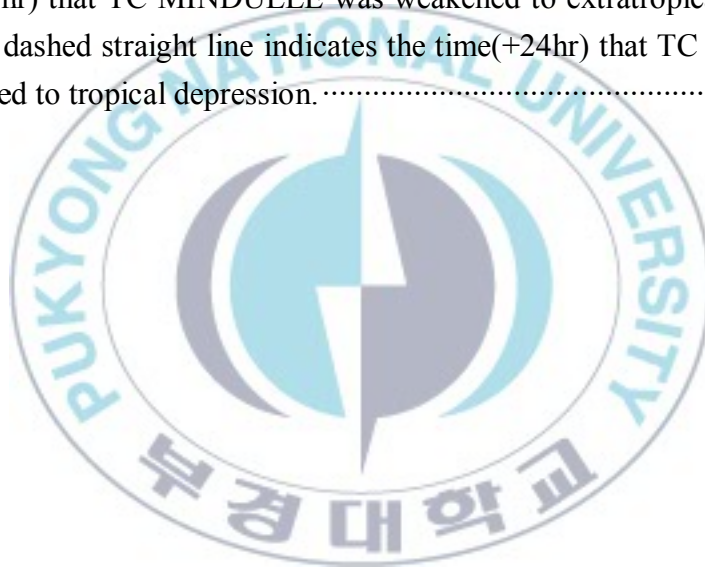 hr) that TC MINDULLE was weakened to extratropic
dashed straight line indicates the time(+24hr) that TC
ed to tropical depression. ················································
PUKYONG NATIONAL UNIVERSITY
부경대학교